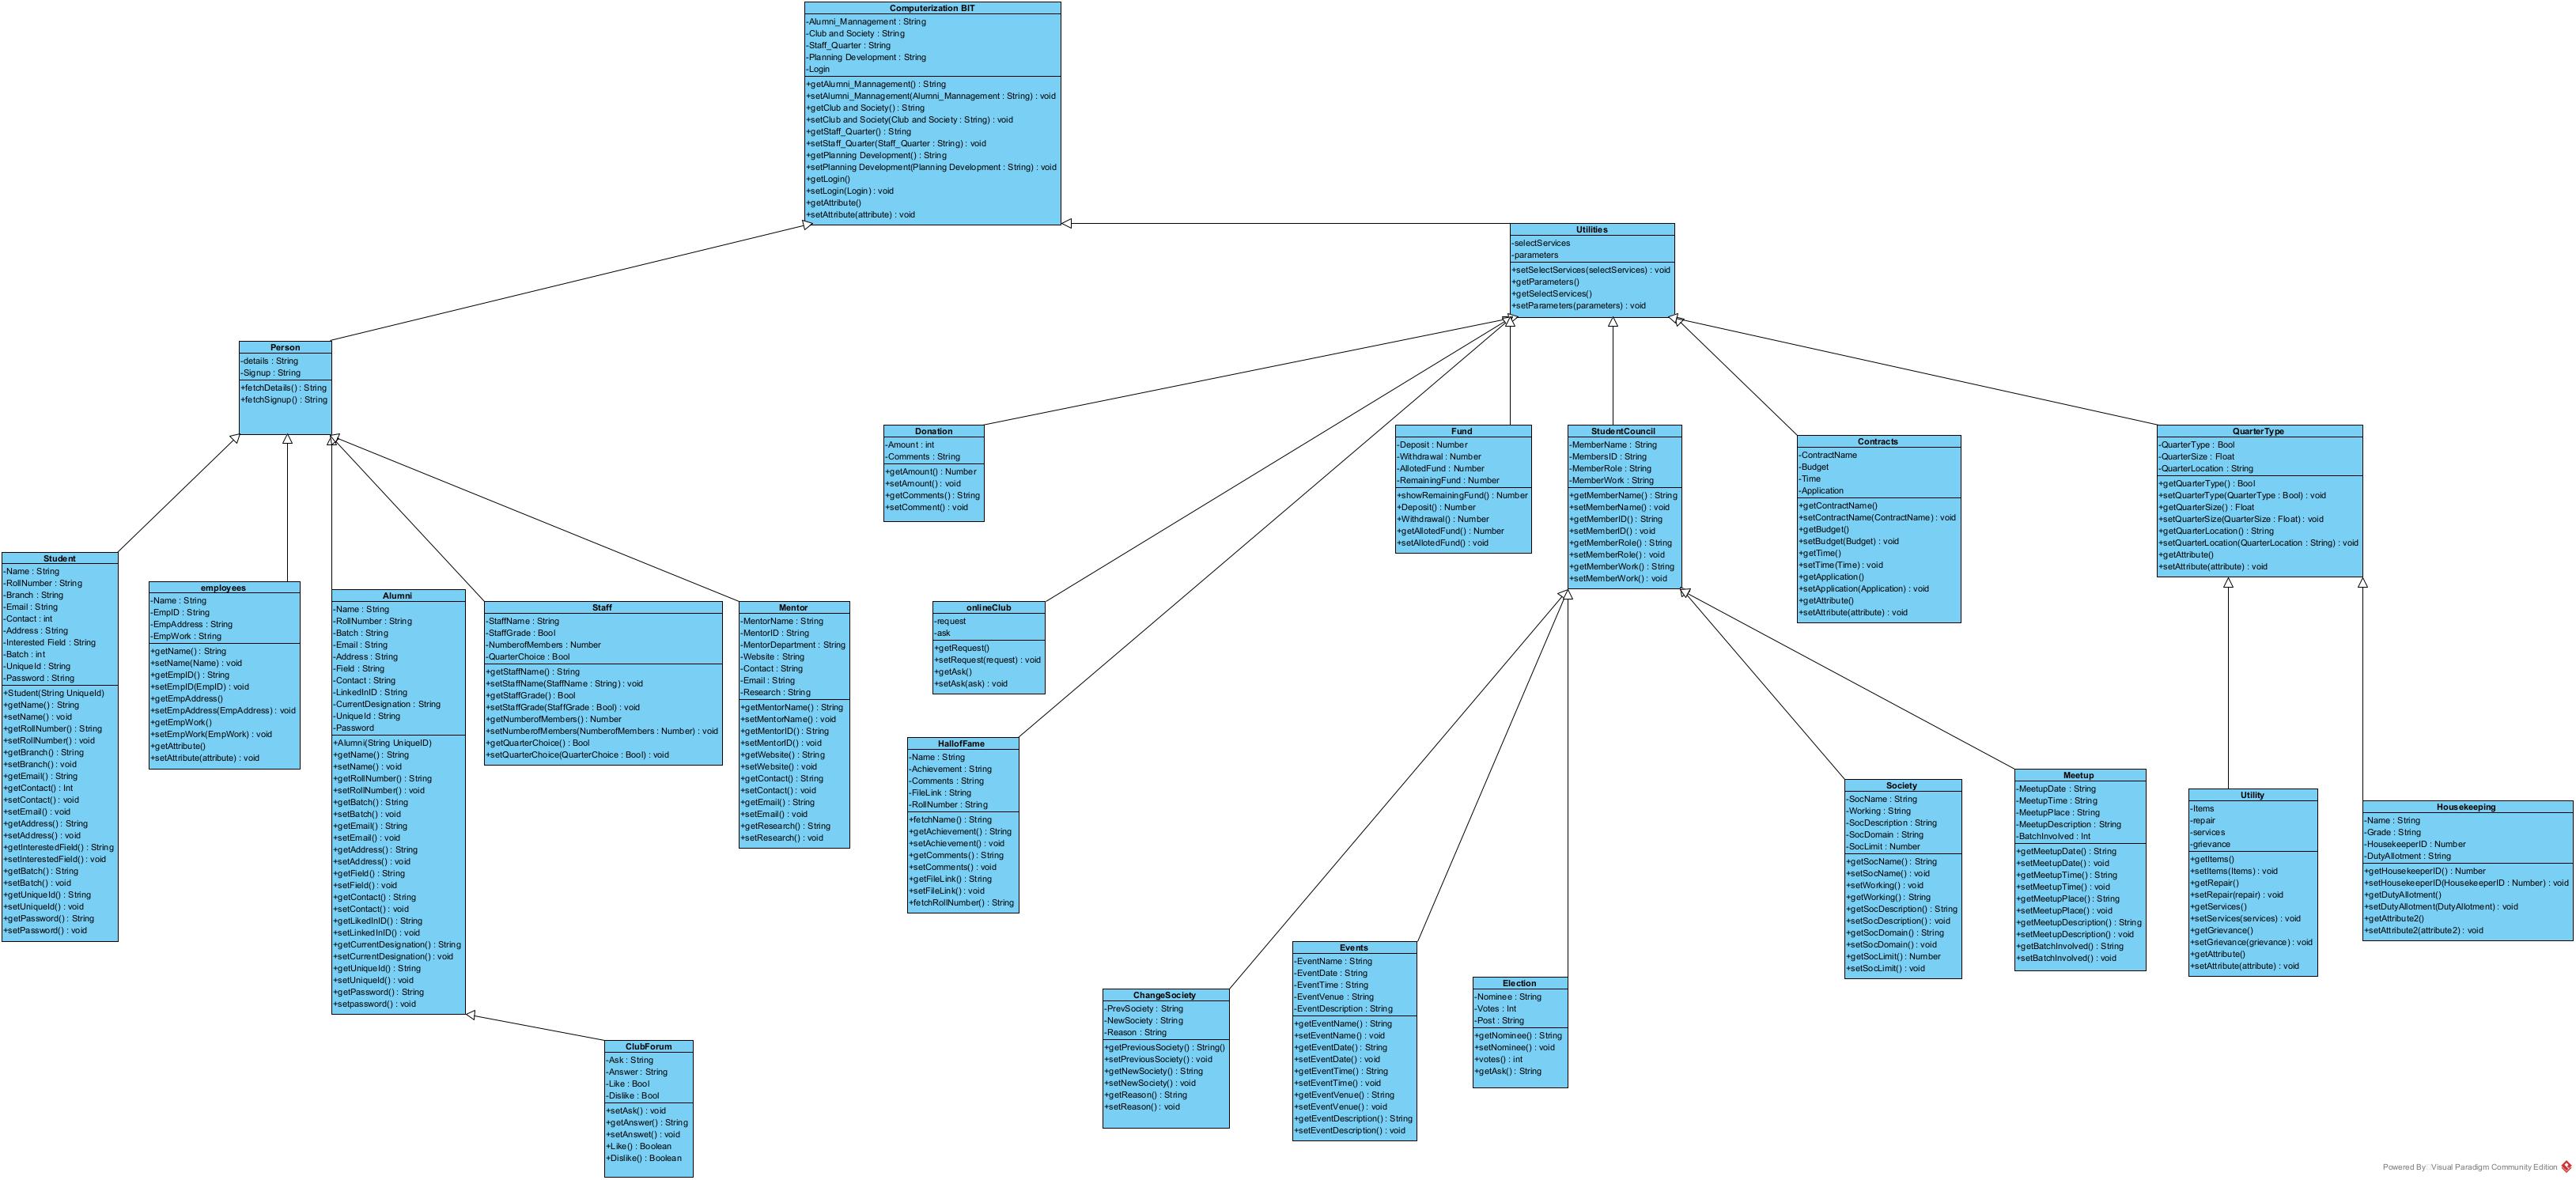 Computerization BIT
-Alumni_Mannagement : String
-Club and Society : String
-Staff_Quarter : String
-Planning Development : String
-Login
+getAlumni_Mannagement() : String
+setAlumni_Mannagement(Alumni_Mannagement : String) : void
+getClub and Society() : String
+setClub and Society(Club and Society : String) : void
+getStaff_Quarter() : String
+setStaff_Quarter(Staff_Quarter : String) : void
+getPlanning Development() : String
+setPlanning Development(Planning Development : String) : void
+getLogin()
+setLogin(Login) : void
+getAttribute()
+setAttribute(attribute) : void
Utilities
-selectServices
-parameters
+setSelectServices(selectServices) : void
+getParameters()
+getSelectServices()
+setParameters(parameters) : void
Person
-details : String
-Signup : String
+fetchDetails() : String
+fetchSignup() : String
Donation
-Amount : int
-Comments : String
+getAmount() : Number
+setAmount() : void
+getComments() : String
+setComment() : void
Fund
-Deposit : Number
-Withdrawal : Number
-AllotedFund : Number
-RemainingFund : Number
+showRemainingFund() : Number
+Deposit() : Number
+Withdrawal() : Number
+getAllotedFund() : Number
+setAllotedFund() : void
StudentCouncil
-MemberName : String
-MembersID : String
-MemberRole : String
-MemberWork : String
+getMemberName() : String
+setMemberName() : void
+getMemberID() : String
+setMemberID() : void
+getMemberRole() : String
+setMemberRole() : void
+getMemberWork() : String
+setMemberWork() : void
Contracts
-ContractName
-Budget
-Time
-Application
+getContractName()
+setContractName(ContractName) : void
+getBudget()
+setBudget(Budget) : void
+getTime()
+setTime(Time) : void
+getApplication()
+setApplication(Application) : void
+getAttribute()
+setAttribute(attribute) : void
QuarterType
-QuarterType : Bool
-QuarterSize : Float
-QuarterLocation : String
+getQuarterType() : Bool
+setQuarterType(QuarterType : Bool) : void
+getQuarterSize() : Float
+setQuarterSize(QuarterSize : Float) : void
+getQuarterLocation() : String
+setQuarterLocation(QuarterLocation : String) : void
+getAttribute()
+setAttribute(attribute) : void
Student
-Name : String
-RollNumber : String
-Branch : String
-Email : String
-Contact : int
-Address : String
-Interested Field : String
-Batch : int
-UniqueId : String
-Password : String
+Student(String UniqueId)
+getName() : String
+setName() : void
+getRollNumber() : String
+setRollNumber() : void
+getBranch() : String
+setBranch() : void
+getEmail() : String
+getContact() : Int
+setContact() : void
+setEmail() : void
+getAddress() : String
+setAddress() : void
+getInterestedField() : String
+setInterestedField() : void
+getBatch() : String
+setBatch() : void
+getUniqueId() : String
+setUniqueId() : void
+getPassword() : String
+setPassword() : void
employees
-Name : String
-EmpID : String
-EmpAddress : String
-EmpWork : String
+getName() : String
+setName(Name) : void
+getEmpID() : String
+setEmpID(EmpID) : void
+getEmpAddress()
+setEmpAddress(EmpAddress) : void
+getEmpWork()
+setEmpWork(EmpWork) : void
+getAttribute()
+setAttribute(attribute) : void
Alumni
-Name : String
-RollNumber : String
-Batch : String
-Email : String
-Address : String
-Field : String
-Contact : String
-LinkedInID : String
-CurrentDesignation : String
-UniqueId : String
-Password
+Alumni(String UniqueID)
+getName() : String
+setName() : void
+getRollNumber() : String
+setRollNumber() : void
+getBatch() : String
+setBatch() : void
+getEmail() : String
+setEmail() : void
+getAddress() : String
+setAddress() : void
+getField() : String
+setField() : void
+getContact() : String
+setContact() : void
+getLikedInID() : String
+setLinkedInID() : void
+getCurrentDesignation() : String
+setCurrentDesignation() : void
+getUniqueId() : String
+setUniqueId() : void
+getPassword() : String
+setpassword() : void
Staff
-StaffName : String
-StaffGrade : Bool
-NumberofMembers : Number
-QuarterChoice : Bool
+getStaffName() : String
+setStaffName(StaffName : String) : void
+getStaffGrade() : Bool
+setStaffGrade(StaffGrade : Bool) : void
+getNumberofMembers() : Number
+setNumberofMembers(NumberofMembers : Number) : void
+getQuarterChoice() : Bool
+setQuarterChoice(QuarterChoice : Bool) : void
Mentor
-MentorName : String
-MentorID : String
-MentorDepartment : String
-Website : String
-Contact : String
-Email : String
-Research : String
+getMentorName() : String
+setMentorName() : void
+getMentorID() : String
+setMentorID() : void
+getWebsite() : String
+setWebsite() : void
+getContact() : String
+setContact() : void
+getEmail() : String
+setEmail() : void
+getResearch() : String
+setResearch() : void
onlineClub
-request
-ask
+getRequest()
+setRequest(request) : void
+getAsk()
+setAsk(ask) : void
HallofFame
-Name : String
-Achievement : String
-Comments : String
-FileLink : String
-RollNumber : String
+fetchName() : String
+getAchievement() : String
+setAchievement() : void
+getComments() : String
+setComments() : void
+getFileLink() : String
+setFileLink() : void
+fetchRollNumber() : String
Society
-SocName : String
-Working : String
-SocDescription : String
-SocDomain : String
-SocLimit : Number
+getSocName() : String
+setSocName() : void
+setWorking() : void
+getWorking() : String
+getSocDescription() : String
+setSocDescription() : void
+getSocDomain() : String
+setSocDomain() : void
+getSocLimit() : Number
+setSocLimit() : void
Meetup
-MeetupDate : String
-MeetupTime : String
-MeetupPlace : String
-MeetupDescription : String
-BatchInvolved : Int
+getMeetupDate() : String
+setMeetupDate() : void
+getMeetupTime() : String
+setMeetupTime() : void
+getMeetupPlace() : String
+setMeetupPlace() : void
+getMeetupDescription() : String
+setMeetupDescription() : void
+getBatchInvolved() : String
+setBatchInvolved() : void
Utility
-Items
-repair
-services
-grievance
+getItems()
+setItems(Items) : void
+getRepair()
+setRepair(repair) : void
+getServices()
+setServices(services) : void
+getGrievance()
+setGrievance(grievance) : void
+getAttribute()
+setAttribute(attribute) : void
Housekeeping
-Name : String
-Grade : String
-HousekeeperID : Number
-DutyAllotment : String
+getHousekeeperID() : Number
+setHousekeeperID(HousekeeperID : Number) : void
+getDutyAllotment()
+setDutyAllotment(DutyAllotment) : void
+getAttribute2()
+setAttribute2(attribute2) : void
ChangeSociety
-PrevSociety : String
-NewSociety : String
-Reason : String
+getPreviousSociety() : String()
+setPreviousSociety() : void
+getNewSociety() : String
+setNewSociety() : void
+getReason() : String
+setReason() : void
Events
-EventName : String
-EventDate : String
-EventTime : String
-EventVenue : String
-EventDescription : String
+getEventName() : String
+setEventName() : void
+getEventDate() : String
+setEventDate() : void
+getEventTime() : String
+setEventTime() : void
+getEventVenue() : String
+setEventVenue() : void
+getEventDescription() : String
+setEventDescription() : void
Election
-Nominee : String
-Votes : Int
-Post : String
+getNominee() : String
+setNominee() : void
+votes() : int
+getAsk() : String
ClubForum
-Ask : String
-Answer : String
-Like : Bool
-Dislike : Bool
+setAsk() : void
+getAnswer() : String
+setAnswet() : void
+Like() : Boolean
+Dislike() : Boolean
Powered By Visual Paradigm Community Edition